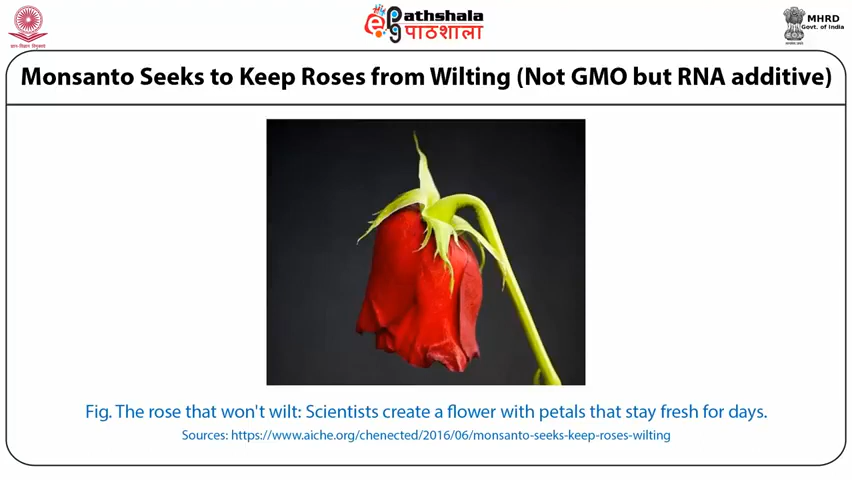 Pathshala
पाठशाला
MHRD
Govt. of India
Monsanto Seeks to Keep Roses from Wilting (Not GMO but RNA additive)
Fig. The rose that won't wilt: Scientists create a flower with petals that stay fresh for days.
Sources: https://www.aiche.org/chenected/2016/06/monsanto-seeks-keep-roses-wilting